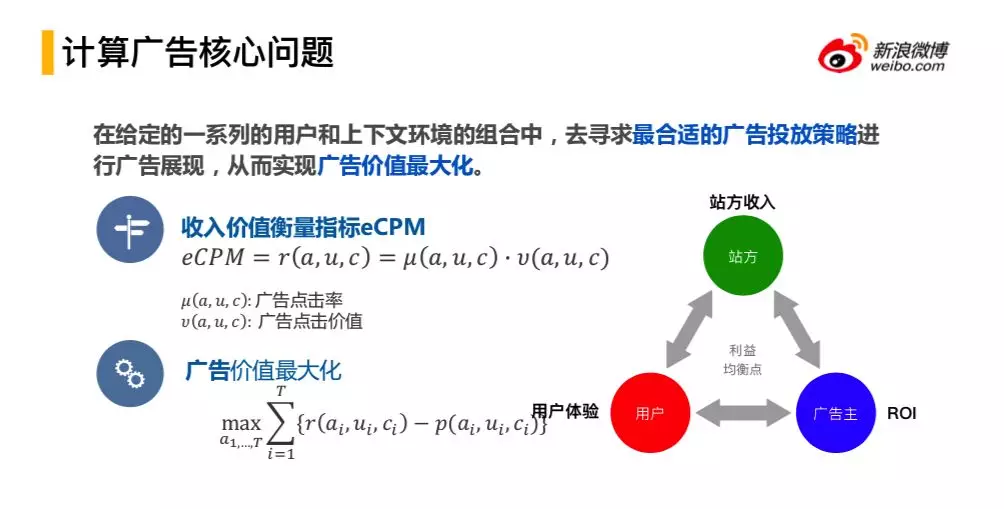 计算广告核心问题
新浪微博
weibo.com
在给定的一系列的用户和上下文环境的组合中，去寻求最合适的广告投放策略进
行广告展现，从而实现广告价值最大化。
收入价值衡量指标eCPM
eCPM = r(a,u,c) = μ(a,u,c) · υ(a,u,c)
μ(a,u,c): 广告点击率
υ(a,u,c): 广告点击价值
广告价值最大化
max_{a_{1,…,T}} ∑_{i=1}^{T} {r(a_i,u_i,c_i) − p(a_i,u_i,c_i)}
站方收入
站方
利益
均衡点
用户体验
用户
广告主
ROI